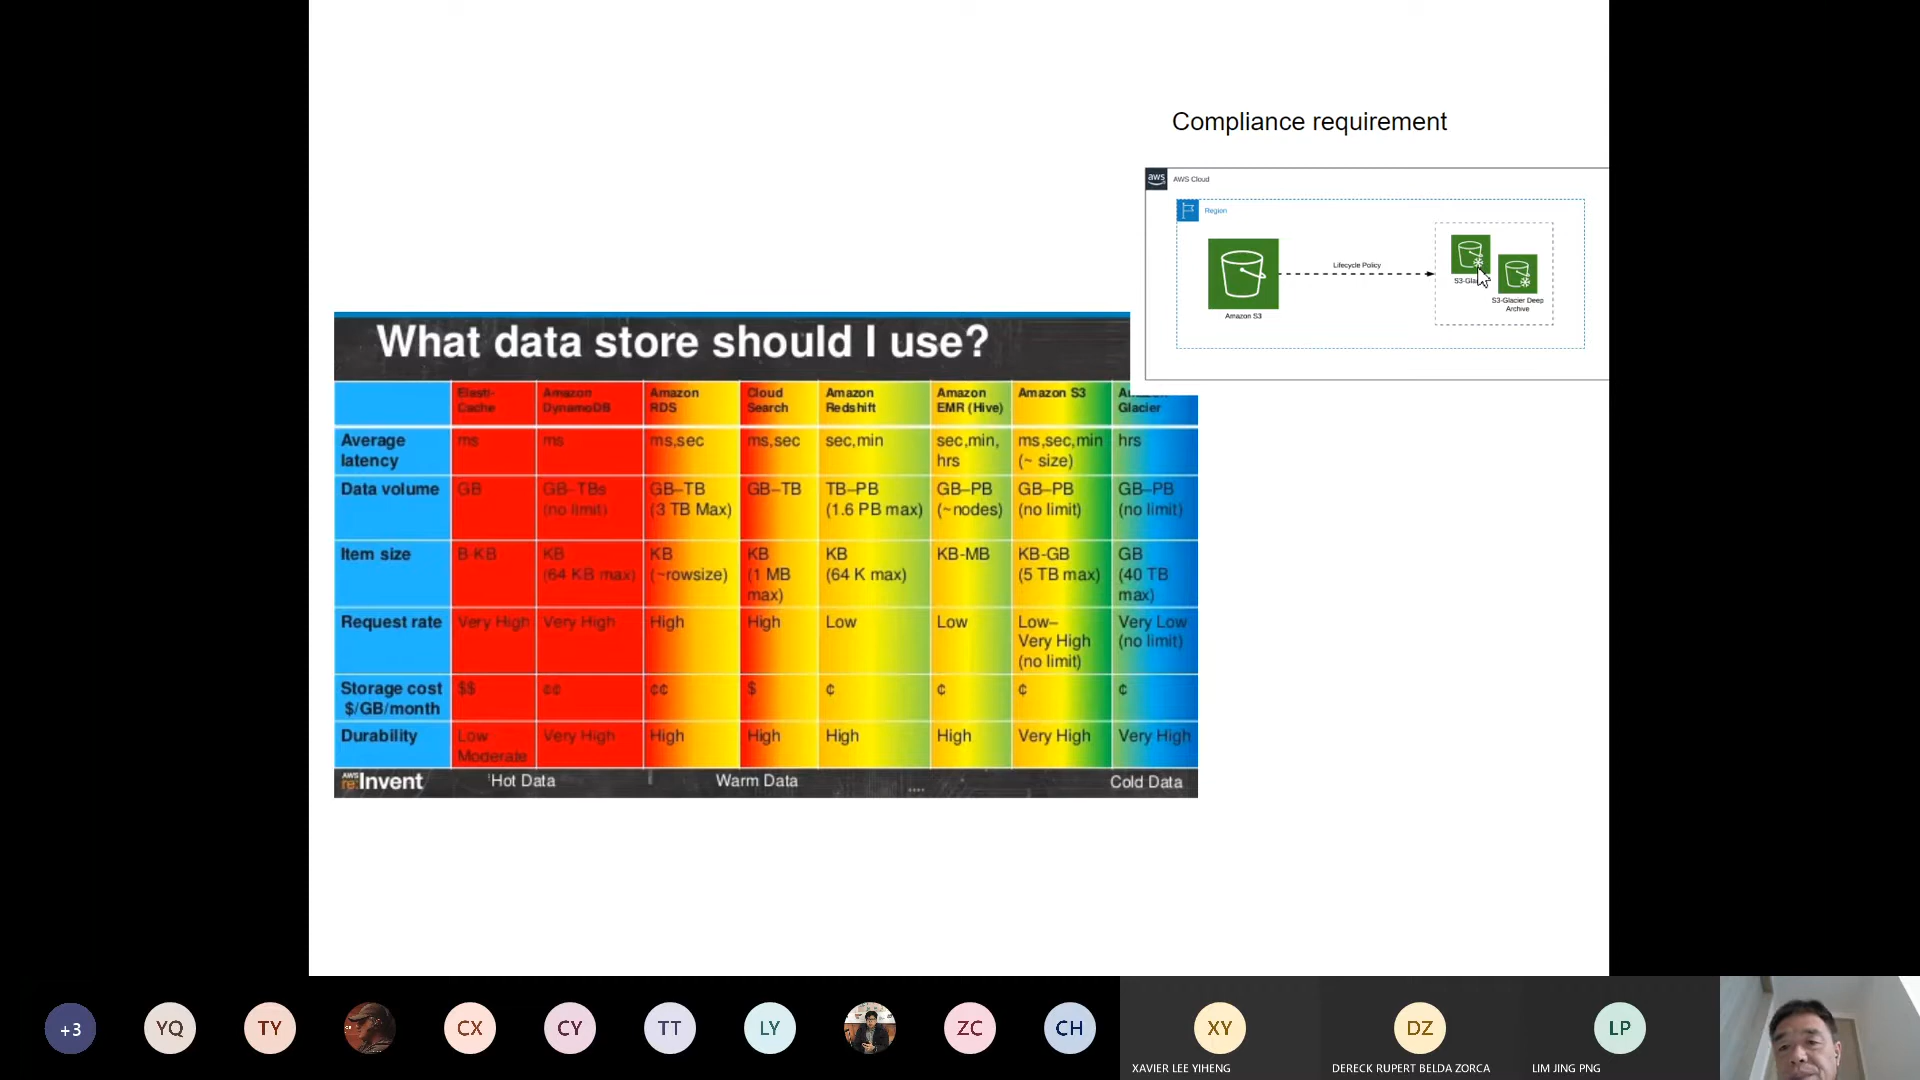 Compliance requirement
aws
AWS Cloud
Region
Lifecycle Policy
Amazon S3
S3-Glacier Deep
Archive
What data store should I use?
Elasti-
Cache
Amazon
DynamoDB
Amazon
RDS
Cloud
Search
Amazon
Redshift
Amazon
EMR (Hive)
Amazon S3
Glacier
Average
latency
ms
ms
ms,sec
ms,sec
sec,min
sec,min,
hrs
ms,sec,min
(~ size)
hrs
Data volume
GB
GB–TBs
(no limit)
GB–TB
(3 TB Max)
GB–TB
TB–PB
(1.6 PB max)
GB–PB
(~nodes)
GB–PB
(no limit)
GB–PB
(no limit)
Item size
B-KB
KB
(64 KB max)
KB
(~rowsize)
KB
(1 MB
max)
KB
(64 K max)
KB-MB
KB-GB
(5 TB max)
GB
(40 TB
max)
Request rate
Very High
Very High
High
High
Low
Low
Low–
Very High
(no limit)
Very Low
(no limit)
Storage cost
$/GB/month
$$
¢¢
¢¢
$
¢
¢
¢
¢
Durability
Low
Moderate
Very High
High
High
High
High
Very High
Very High
AWS
re:Invent
Hot Data
Warm Data
Cold Data
+3
YQ
TY
CX
CY
TT
LY
ZC
CH
XY
XAVIER LEE YIHENG
DZ
DERECK RUPERT BELDA ZORCA
LP
LIM JING PNG